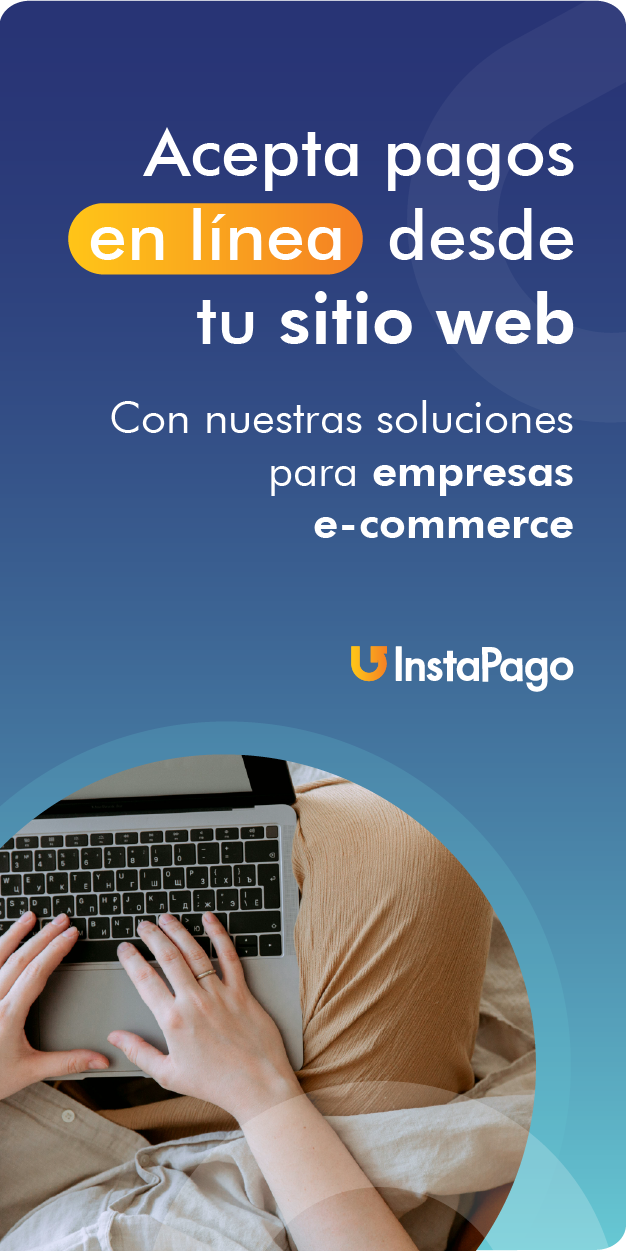 Acepta pagos
en línea desde
tu sitio web
Con nuestras soluciones
para empresas
e-commerce
InstaPago